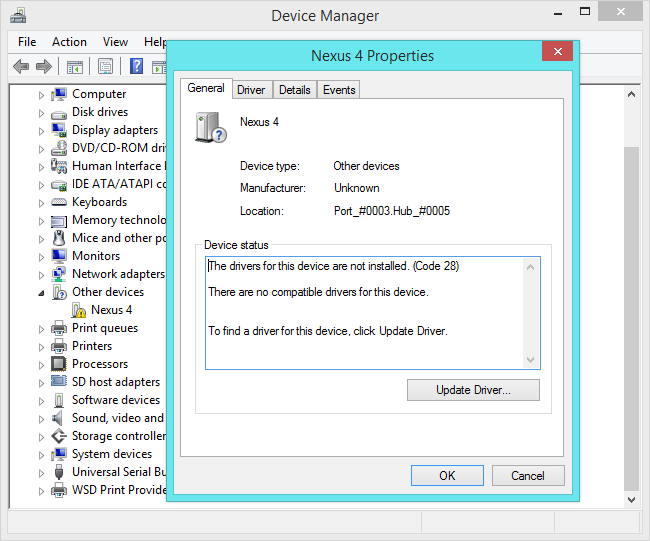 Device Manager
File Action View Help
Nexus 4 Properties
General Driver Details Events
Nexus 4
Device type: Other devices
Manufacturer: Unknown
Location: Port_#0003.Hub_#0005
Device status
The drivers for this device are not installed. (Code 28)
There are no compatible drivers for this device.
To find a driver for this device, click Update Driver.
Update Driver...
OK Cancel
Computer
Disk drives
Display adapters
DVD/CD-ROM dri
Human Interface
IDE ATA/ATAPI co
Keyboards
Memory technolo
Mice and other po
Monitors
Network adapters
Other devices
Nexus 4
Print queues
Printers
Processors
SD host adapters
Software devices
Sound, video and
Storage controller
System devices
Universal Serial Bu
WSD Print Provide